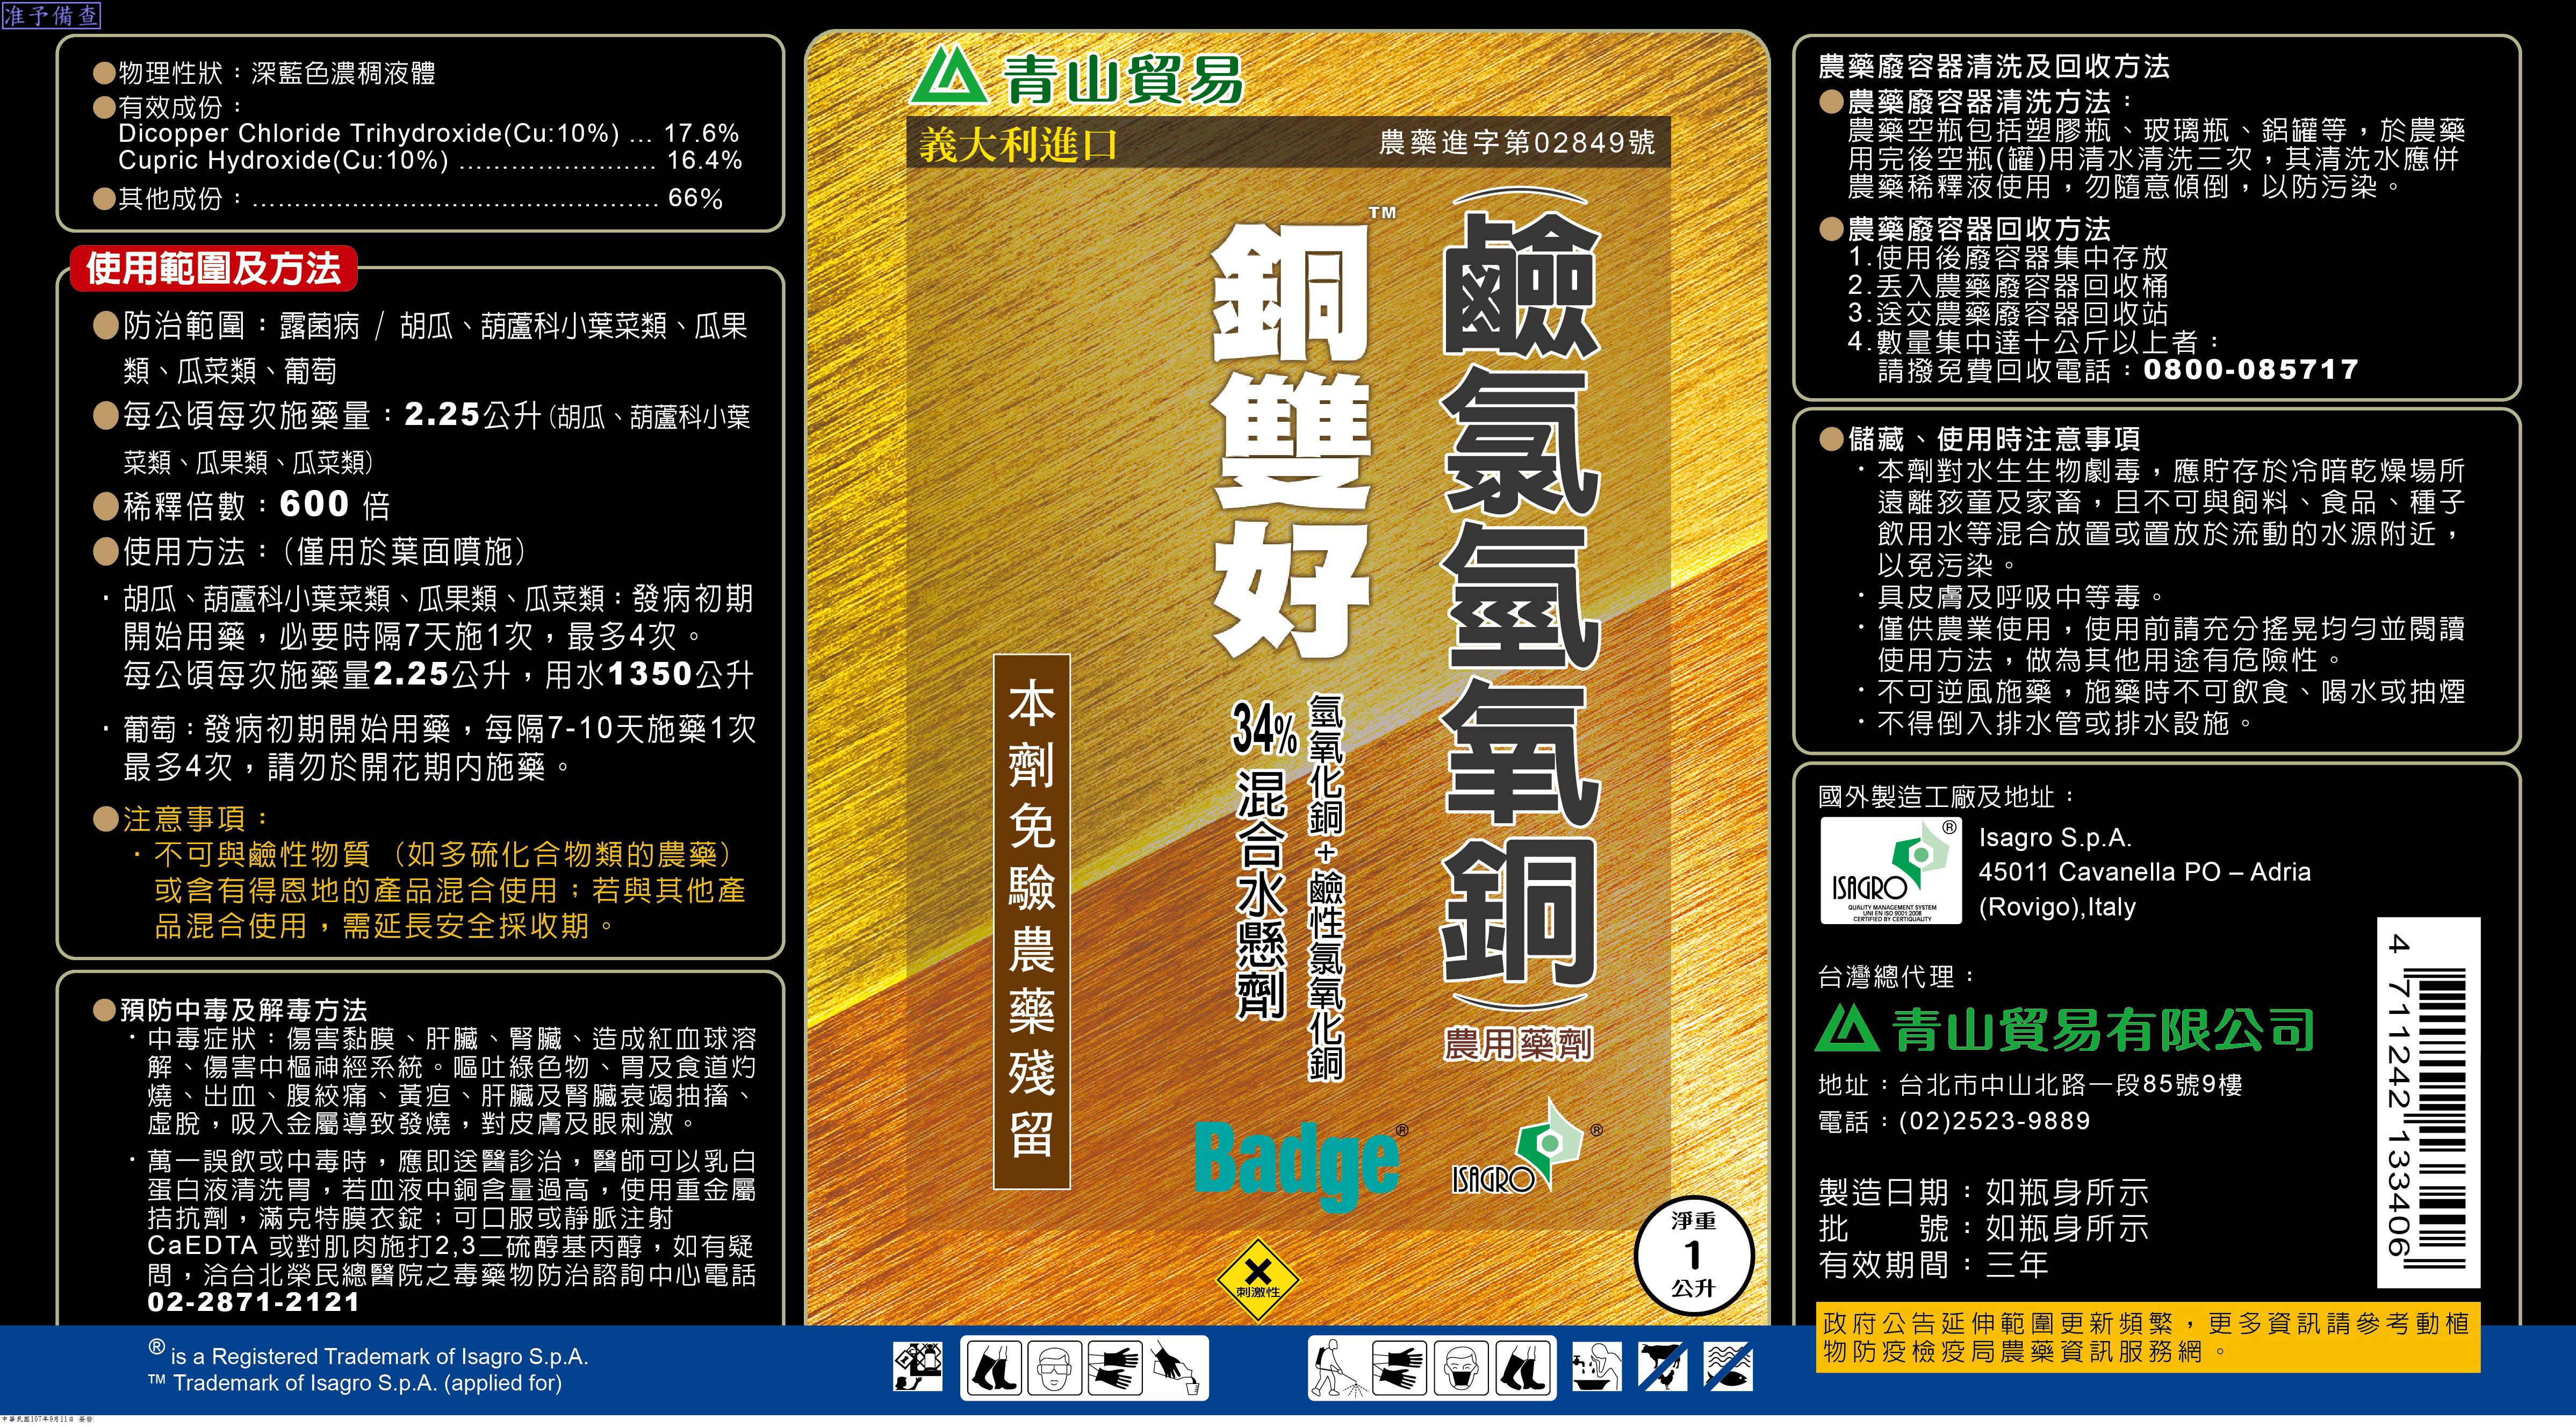 准予備查
●物理性狀：深藍色濃稠液體
●有效成份：
Dicopper Chloride Trihydroxide(Cu:10%) ... 17.6%
Cupric Hydroxide(Cu:10%) ........................ 16.4%
●其他成份：................................................ 66%
使用範圍及方法
●防治範圍：露菌病 / 胡瓜、葫蘆科小葉菜類、瓜果
類、瓜菜類、葡萄
●每公頃每次施藥量：2.25公升(胡瓜、葫蘆科小葉
菜類、瓜果類、瓜菜類)
●稀釋倍數：600 倍
●使用方法：（僅用於葉面噴施）
．胡瓜、葫蘆科小葉菜類、瓜果類、瓜菜類：發病初期
開始用藥，必要時隔7天施1次，最多4次。
每公頃每次施藥量2.25公升，用水1350公升
．葡萄：發病初期開始用藥，每隔7-10天施藥1次
最多4次，請勿於開花期内施藥。
●注意事項：
．不可與鹼性物質（如多硫化合物類的農藥）
或含有得恩地的產品混合使用；若與其他產
品混合使用，需延長安全採收期。
●預防中毒及解毒方法
．中毒症狀：傷害黏膜、肝臟、腎臟、造成紅血球溶
解、傷害中樞神經系統。嘔吐綠色物、胃及食道灼
燒、出血、腹絞痛、黃疸、肝臟及腎臟衰竭抽搐、
虛脫，吸入金屬導致發燒，對皮膚及眼刺激。
．萬一誤飲或中毒時，應即送醫診治，醫師可以乳白
蛋白液清洗胃，若血液中銅含量過高，使用重金屬
拮抗劑，滿克特膜衣錠；可口服或靜脈注射
CaEDTA 或對肌肉施打2,3二硫醇基丙醇，如有疑
問，洽台北榮民總醫院之毒藥物防治諮詢中心電話
02-2871-2121
® is a Registered Trademark of Isagro S.p.A.
™ Trademark of Isagro S.p.A. (applied for)
中華民國107年9月11日 簽發
青山貿易
義大利進口
農藥進字第02849號
（鹼氯氫氧銅）
農用藥劑
銅雙好™
氫氧化銅+鹼性氯氧化銅
34% 混合水懸劑
本劑免驗農藥殘留
Badge®
ISAGRO®
刺激性
淨重
1
公升
農藥廢容器清洗及回收方法
●農藥廢容器清洗方法：
農藥空瓶包括塑膠瓶、玻璃瓶、鋁罐等，於農藥
用完後空瓶(罐)用清水清洗三次，其清洗水應併
農藥稀釋液使用，勿隨意傾倒，以防污染。
●農藥廢容器回收方法
1.使用後廢容器集中存放
2.丟入農藥廢容器回收桶
3.送交農藥廢容器回收站
4.數量集中達十公斤以上者：
請撥免費回收電話：0800-085717
●儲藏、使用時注意事項
．本劑對水生生物劇毒，應貯存於冷暗乾燥場所
遠離孩童及家畜，且不可與飼料、食品、種子
飲用水等混合放置或置放於流動的水源附近，
以免污染。
．具皮膚及呼吸中等毒。
．僅供農業使用，使用前請充分搖晃均勻並閱讀
使用方法，做為其他用途有危險性。
．不可逆風施藥，施藥時不可飲食、喝水或抽煙
．不得倒入排水管或排水設施。
國外製造工廠及地址：
ISAGRO®
QUALITY MANAGEMENT SYSTEM
UNI EN ISO 9001:2008
CERTIFIED BY CERTIQUALITY
Isagro S.p.A.
45011 Cavanella PO – Adria
(Rovigo),Italy
台灣總代理：
青山貿易有限公司
地址：台北市中山北路一段85號9樓
電話：(02)2523-9889
製造日期：如瓶身所示
批　　號：如瓶身所示
有效期間：三年
4 711242 133406
政府公告延伸範圍更新頻繁，更多資訊請參考動植
物防疫檢疫局農藥資訊服務網。